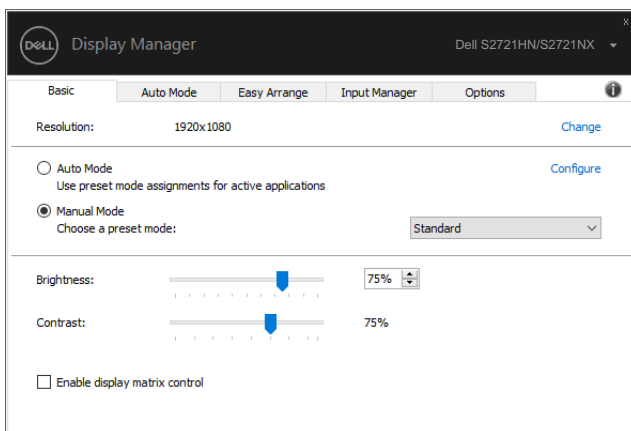 DELL Display Manager Dell S2721HN/S2721NX
x
Basic Auto Mode Easy Arrange Input Manager Options i
Resolution: 1920x1080 Change
Auto Mode Configure
Use preset mode assignments for active applications
Manual Mode
Choose a preset mode: Standard
Brightness: 75%
Contrast: 75%
Enable display matrix control